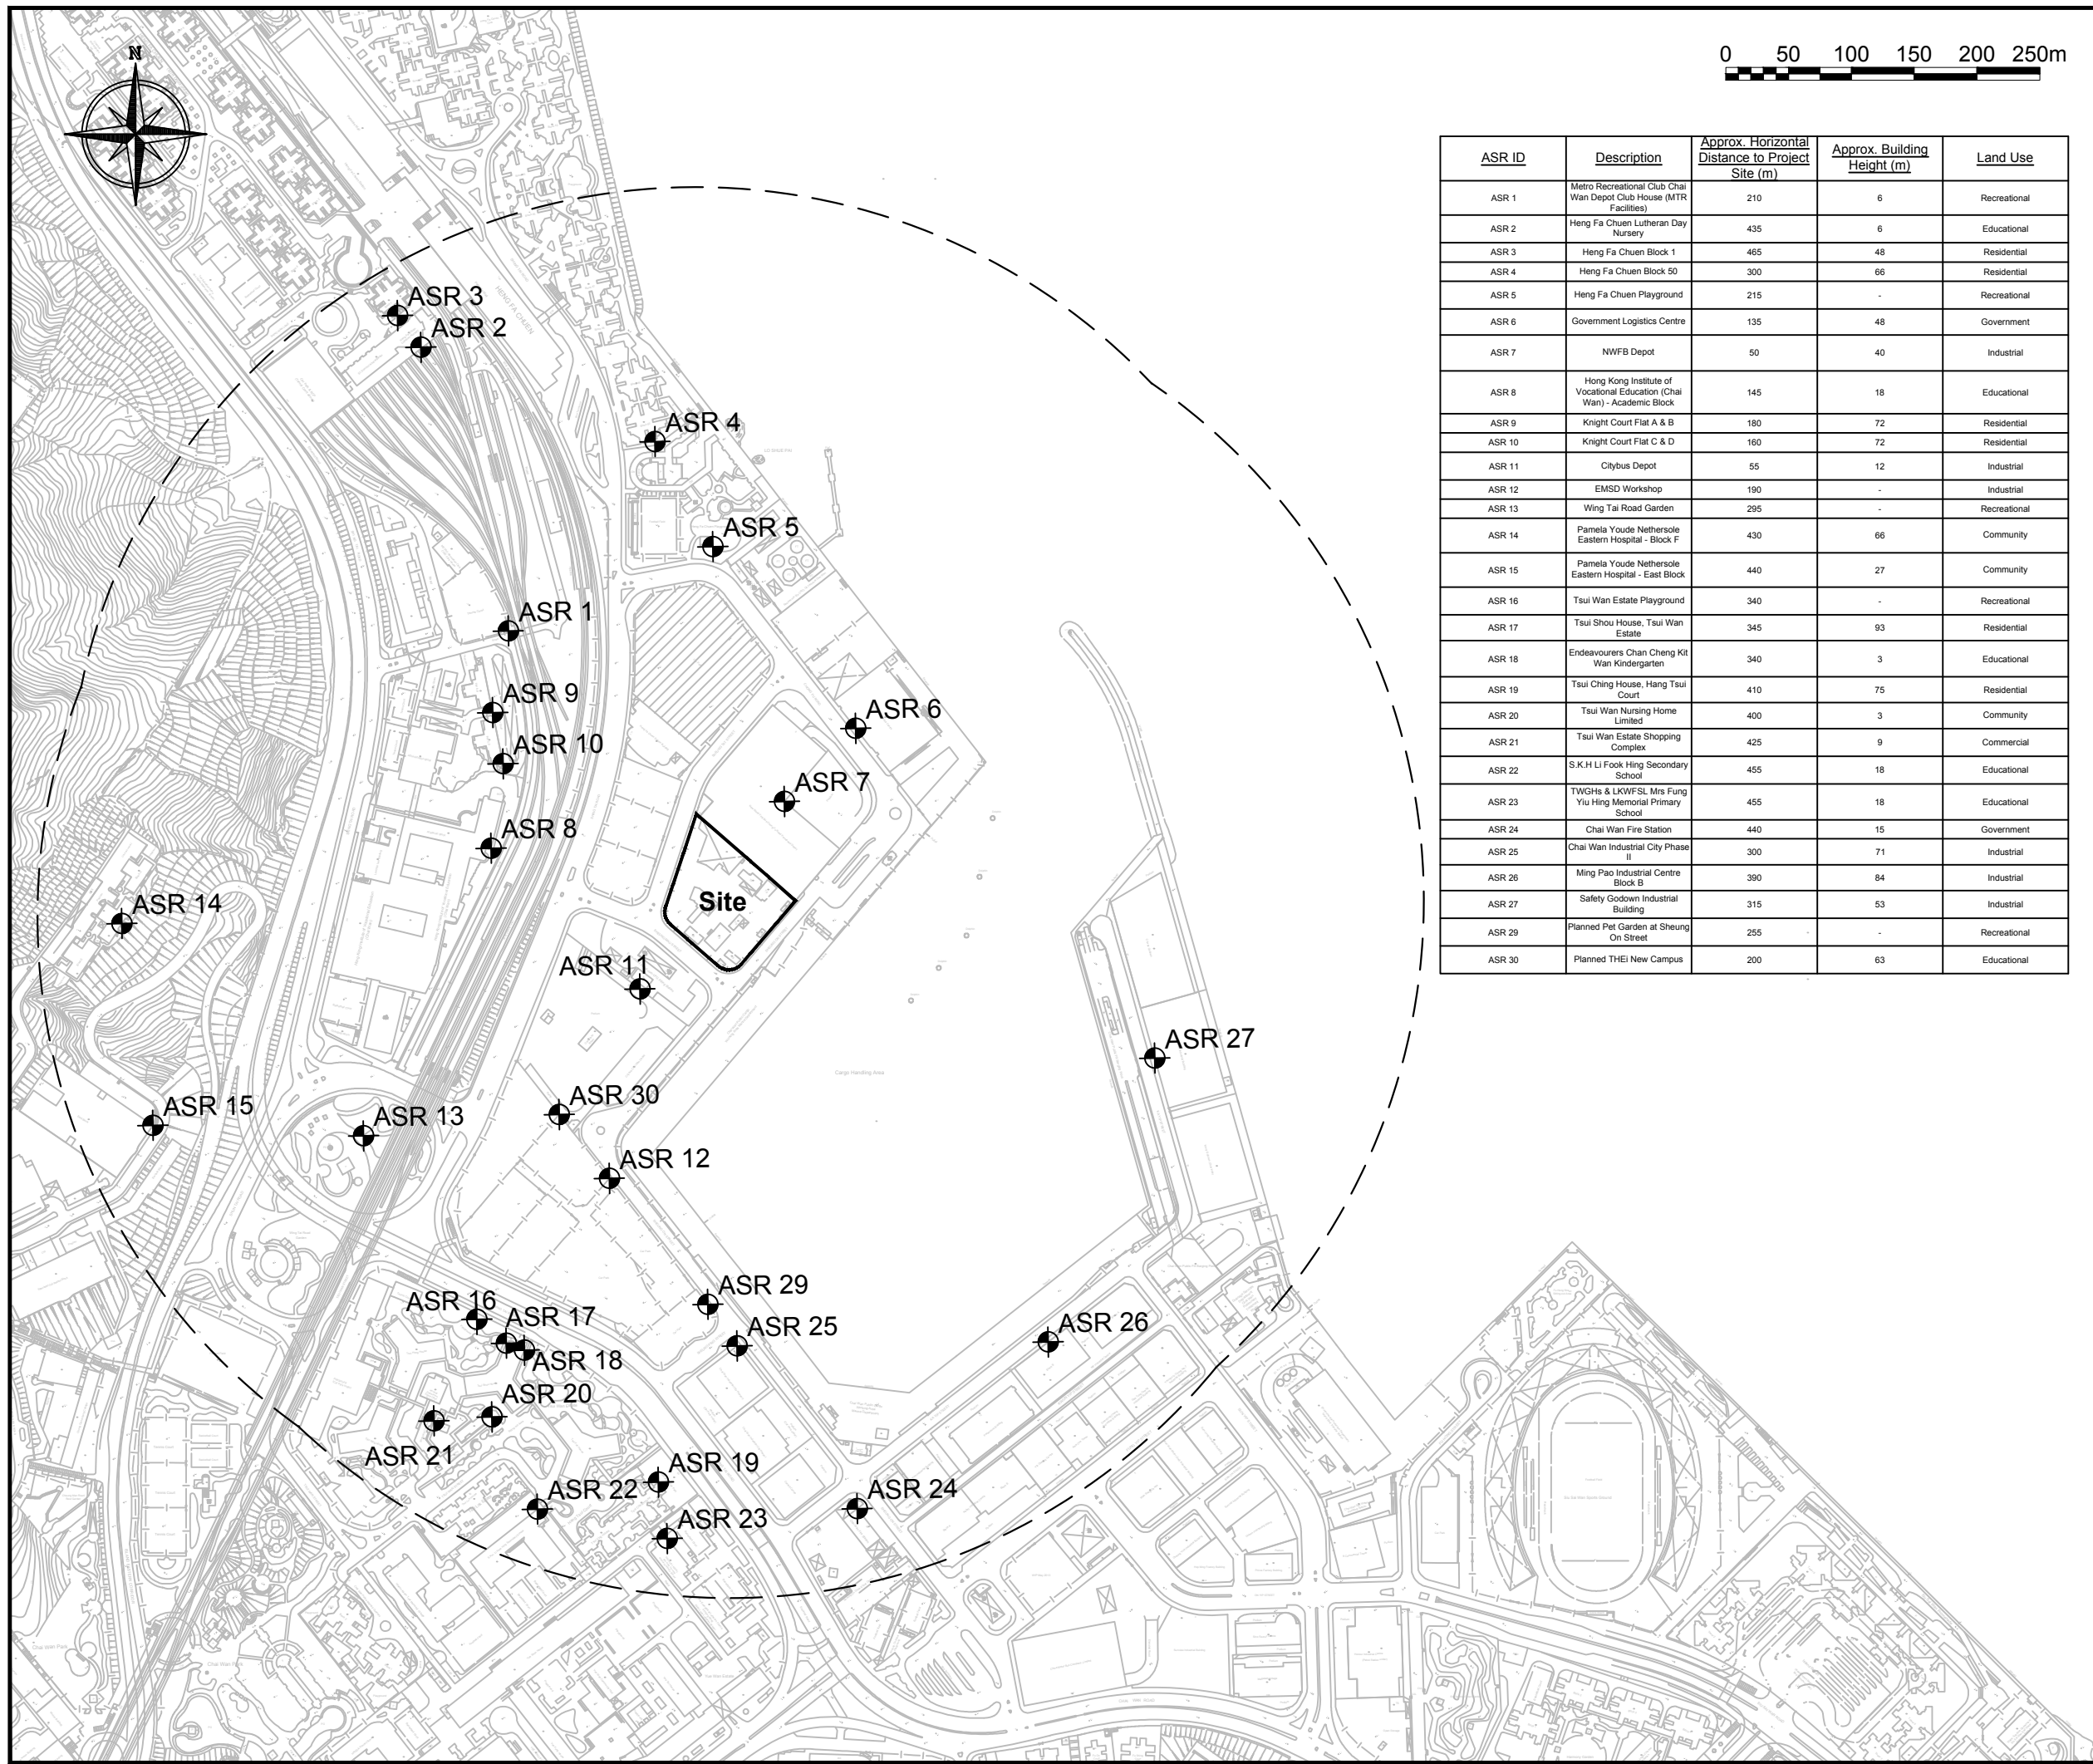 N
0 50 100 150 200 250m
ASR ID Description Approx. Horizontal Distance to Project Site (m) Approx. Building Height (m) Land Use
ASR 1 Metro Recreational Club Chai Wan Depot Club House (MTR Facilities) 210 6 Recreational
ASR 2 Heng Fa Chuen Lutheran Day Nursery 435 6 Educational
ASR 3 Heng Fa Chuen Block 1 465 48 Residential
ASR 4 Heng Fa Chuen Block 50 300 66 Residential
ASR 5 Heng Fa Chuen Playground 215 - Recreational
ASR 6 Government Logistics Centre 135 48 Government
ASR 7 NWFB Depot 50 40 Industrial
ASR 8 Hong Kong Institute of Vocational Education (Chai Wan) - Academic Block 145 18 Educational
ASR 9 Knight Court Flat A & B 180 72 Residential
ASR 10 Knight Court Flat C & D 160 72 Residential
ASR 11 Citybus Depot 55 12 Industrial
ASR 12 EMSD Workshop 190 - Industrial
ASR 13 Wing Tai Road Garden 295 - Recreational
ASR 14 Pamela Youde Nethersole Eastern Hospital - Block F 430 66 Community
ASR 15 Pamela Youde Nethersole Eastern Hospital - East Block 440 27 Community
ASR 16 Tsui Wan Estate Playground 340 - Recreational
ASR 17 Tsui Shou House, Tsui Wan Estate 345 93 Residential
ASR 18 Endeavourers Chan Cheng Kit Wan Kindergarten 340 3 Educational
ASR 19 Tsui Ching House, Hang Tsui Court 410 75 Residential
ASR 20 Tsui Wan Nursing Home Limited 400 3 Community
ASR 21 Tsui Wan Estate Shopping Complex 425 9 Commercial
ASR 22 S.K.H Li Fook Hing Secondary School 455 18 Educational
ASR 23 TWGHs & LKWFSL Mrs Fung Yiu Hing Memorial Primary School 455 18 Educational
ASR 24 Chai Wan Fire Station 440 15 Government
ASR 25 Chai Wan Industrial City Phase II 300 71 Industrial
ASR 26 Ming Pao Industrial Centre Block B 390 84 Industrial
ASR 27 Safety Godown Industrial Building 315 53 Industrial
ASR 29 Planned Pet Garden at Sheung On Street 255 - Recreational
ASR 30 Planned THEi New Campus 200 63 Educational
HENG FA CHUEN
ASR 3
ASR 2
ASR 4
ASR 5
ASR 1
ASR 9
ASR 6
ASR 10
ASR 7
ASR 8
Site
ASR 14
ASR 11
ASR 27
Cargo Handling Area
ASR 30
ASR 15
ASR 13
ASR 12
ASR 29
ASR 16
ASR 17
ASR 25
ASR 26
ASR 18
ASR 20
ASR 21
ASR 19
ASR 22
ASR 24
ASR 23
Chai Wan Park